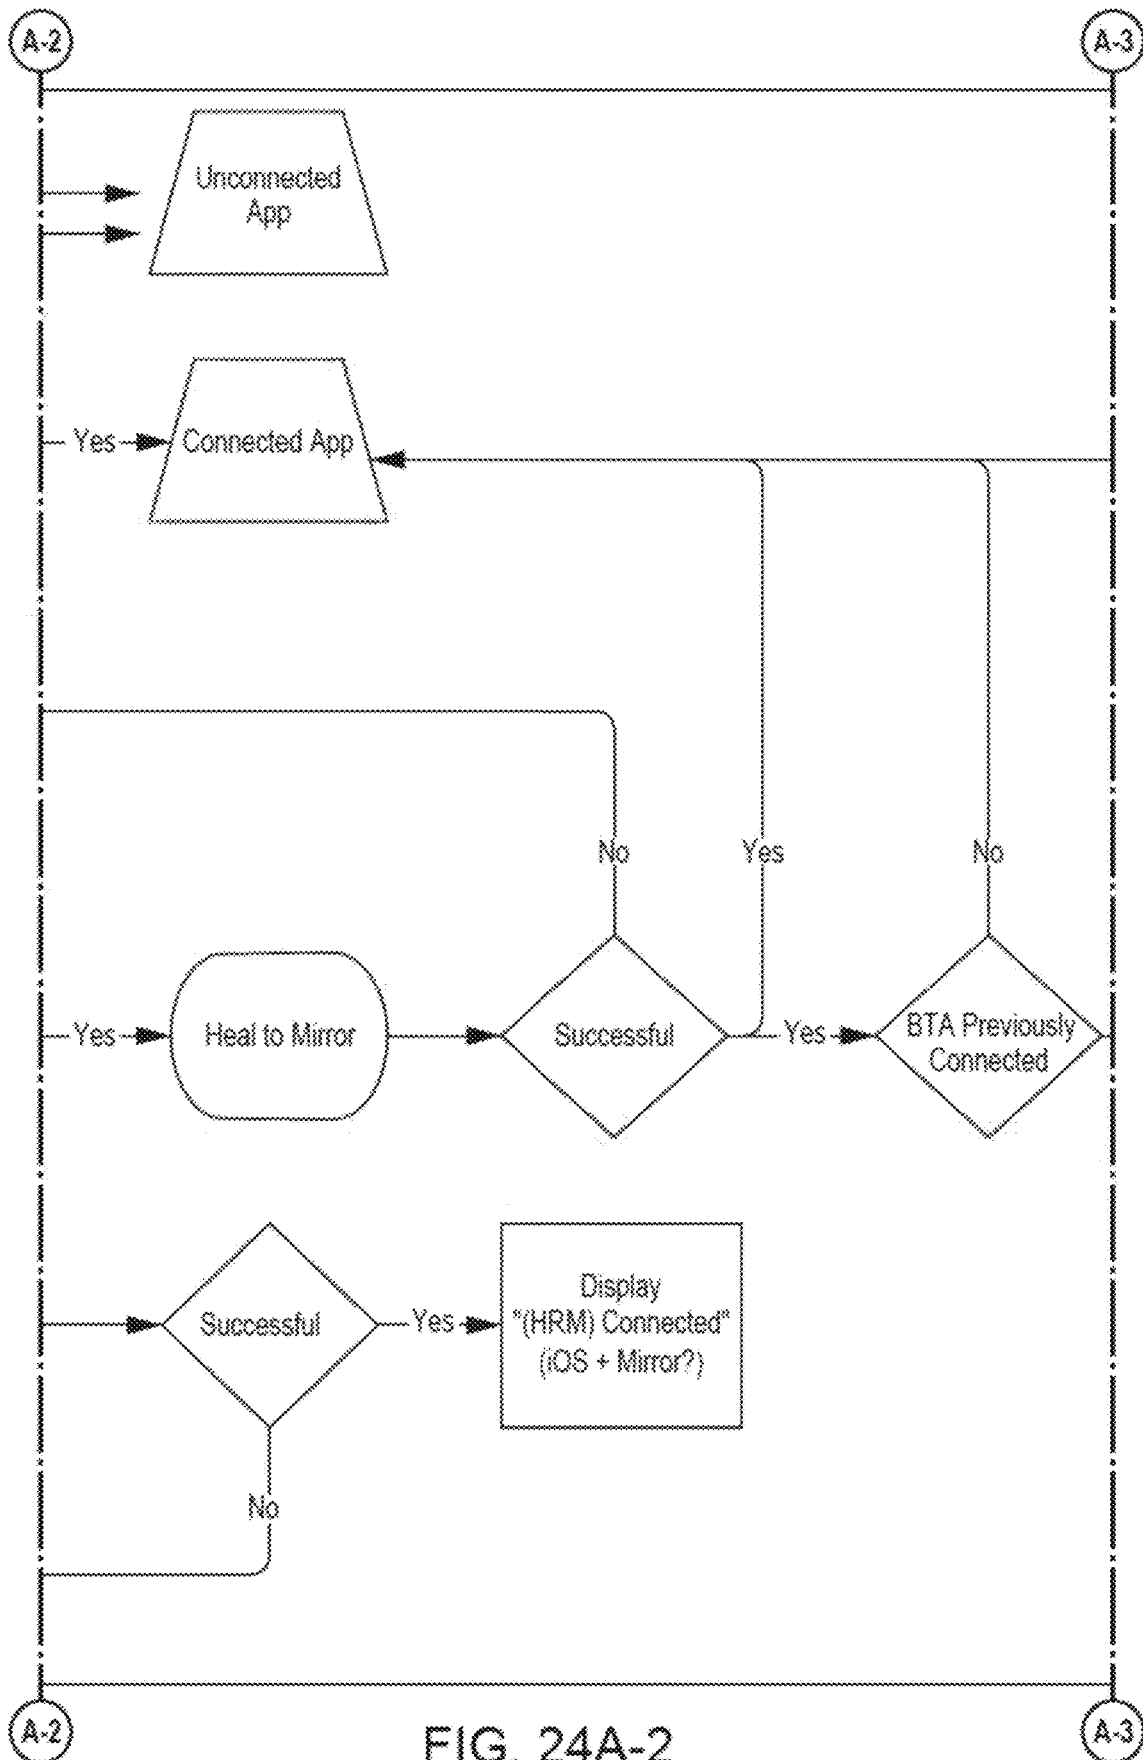 A-2
A-3
Unconnected
App
Yes
Connected App
No
Yes
No
Yes
Heal to Mirror
Successful
Yes
BTA Previously
Connected
Successful
Yes
Display
"(HRM) Connected"
(iOS + Mirror?)
No
A-2
FIG. 24A-2
A-3